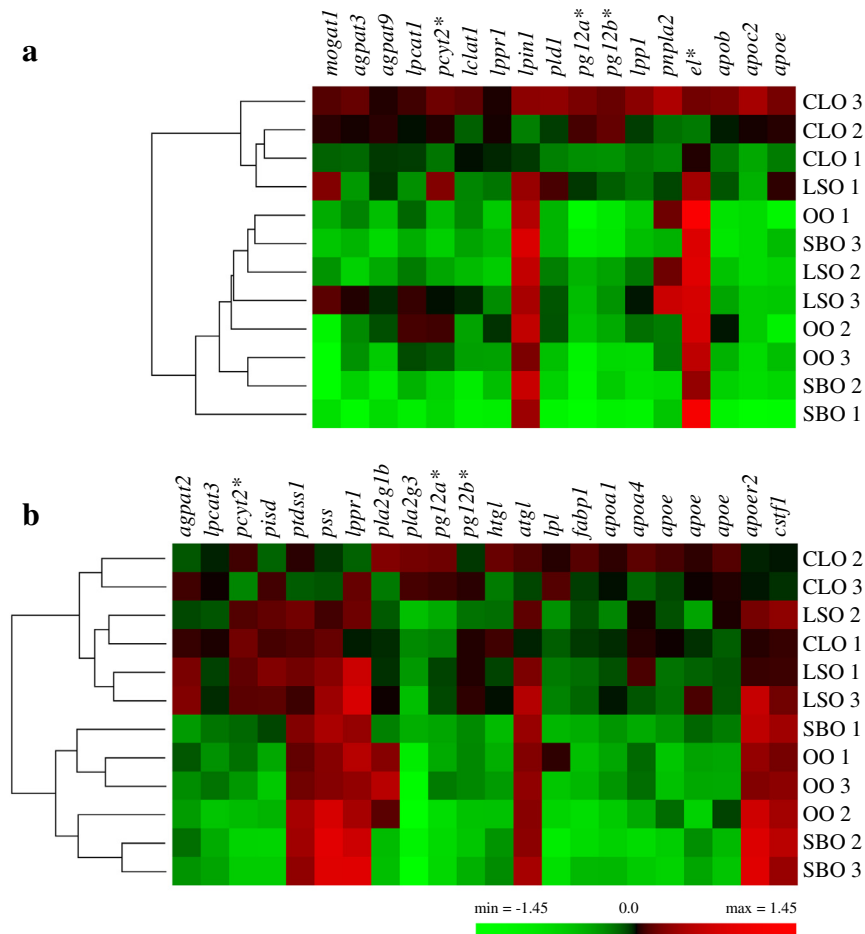 a
mogat1 agpat3 agpat9 lpcat1 pcyt2* lclat1 lppr1 lpin1 pld1 pg12a* pg12b* lpp1 pnpla2 el* apob apoc2 apoe
CLO 3
CLO 2
CLO 1
LSO 1
OO 1
SBO 3
LSO 2
LSO 3
OO 2
OO 3
SBO 2
SBO 1
b
agpat2 lpcat3 pcyt2* pisd ptdss1 pss lppr1 pla2g1b pla2g3 pg12a* pg12b* htgl atgl lpl fabp1 apoa1 apoa4 apoe apoe apoe apoer2 cstf1
CLO 2
CLO 3
LSO 2
CLO 1
LSO 1
LSO 3
SBO 1
OO 1
OO 3
OO 2
SBO 2
SBO 3
min = -1.45 0.0 max = 1.45